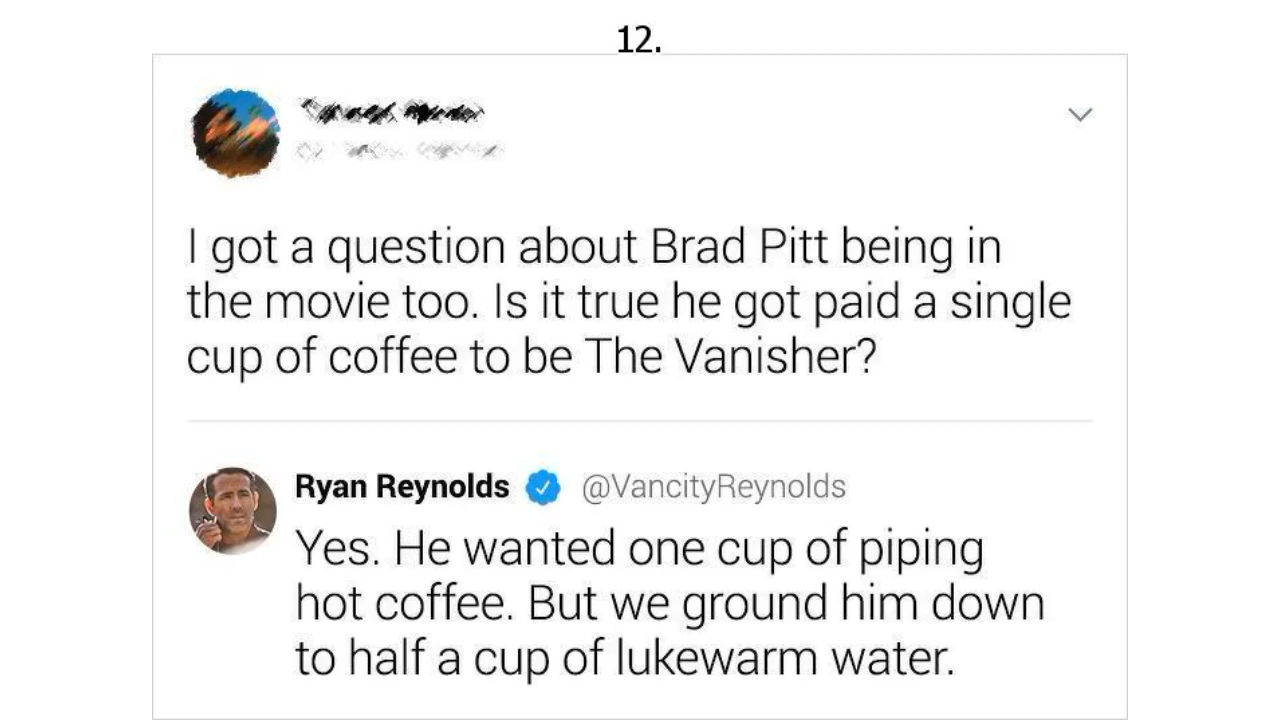 12.
I got a question about Brad Pitt being in
the movie too. Is it true he got paid a single
cup of coffee to be The Vanisher?
Ryan Reynolds @VancityReynolds
Yes. He wanted one cup of piping
hot coffee. But we ground him down
to half a cup of lukewarm water.